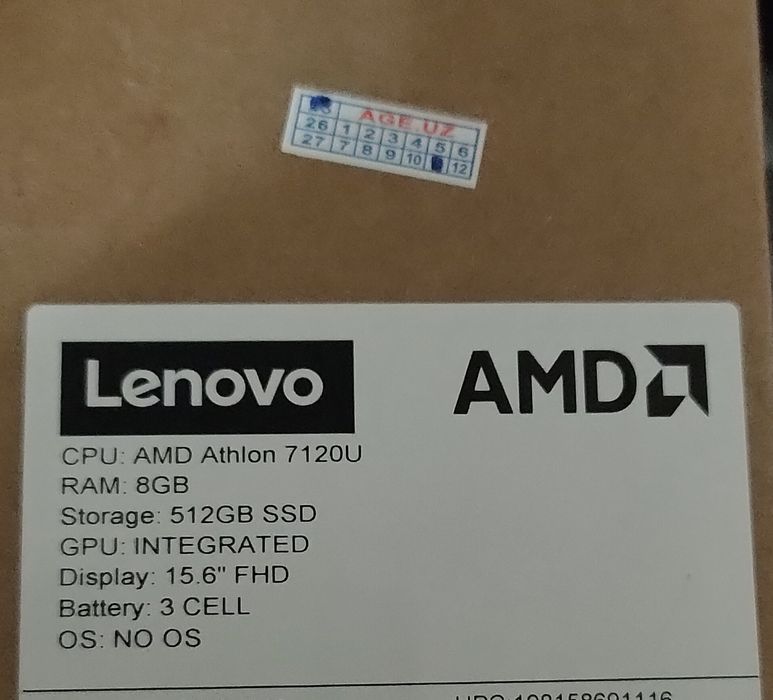 AGE.UZ
26 1 2 3 4 5 6
27 7 8 9 10 12
Lenovo
AMD
CPU: AMD Athlon 7120U
RAM: 8GB
Storage: 512GB SSD
GPU: INTEGRATED
Display: 15.6" FHD
Battery: 3 CELL
OS: NO OS